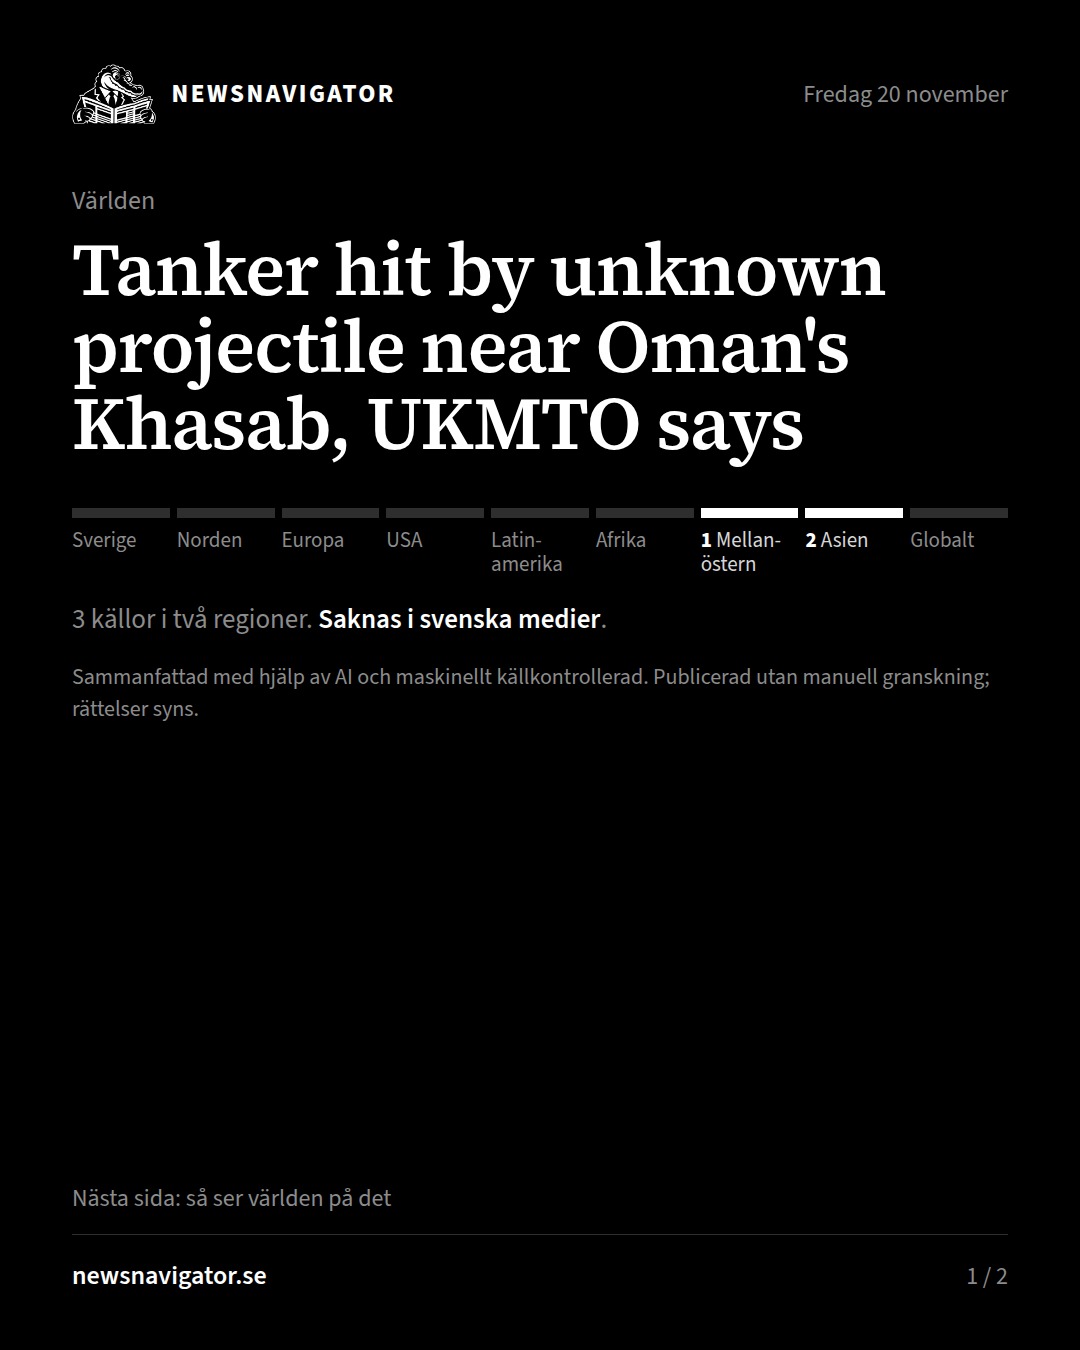 NEWSNAVIGATOR
Fredag 20 november
Världen
Tanker hit by unknown
projectile near Oman's
Khasab, UKMTO says
Sverige
Norden
Europa
USA
Latin-
amerika
Afrika
1 Mellan-
östern
2 Asien
Globalt
3 källor i två regioner. Saknas i svenska medier.
Sammanfattad med hjälp av AI och maskinellt källkontrollerad. Publicerad utan manuell granskning;
rättelser syns.
Nästa sida: så ser världen på det
newsnavigator.se
1 / 2